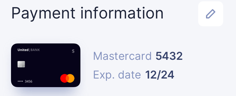 Payment information
Mastercard 5432
Exp. date 12/24